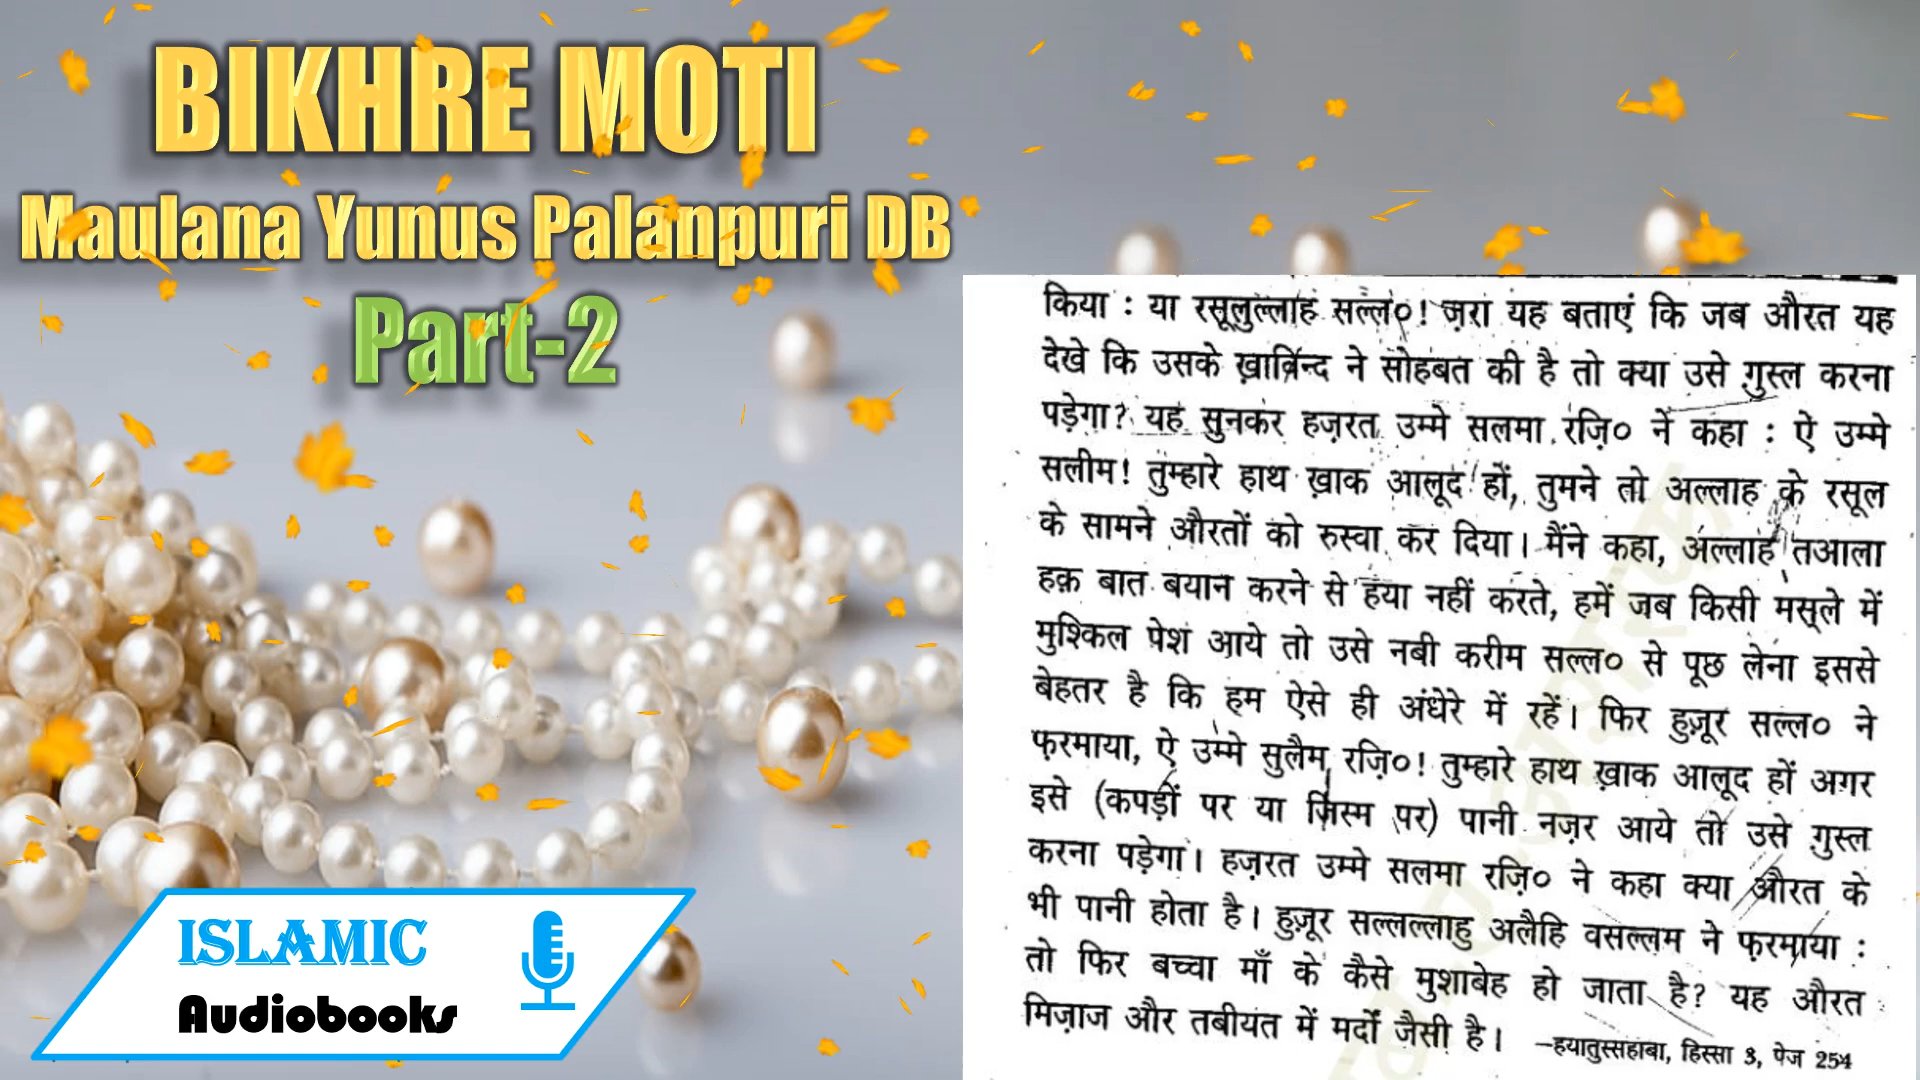 BIKHRE MOTI
Maulana Yunus Palanpuri DB
Part-2
किया : या रसूलुल्लाह सल्ल०! ज़रा यह बताएं कि जब औरत यह
देखे कि उसके ख़ाविन्द ने सोहबत की है तो क्या उसे ग़ुस्ल करना
पड़ेगा? यह सुनकर हज़रत उम्मे सलमा रज़ि० ने कहा : ऐ उम्मे
सलीम! तुम्हारे हाथ ख़ाक आलूद हों, तुमने तो अल्लाह के रसूल
के सामने औरतों को रुस्वा कर दिया। मैंने कहा, अल्लाह तआला
हक़ बात बयान करने से हया नहीं करते, हमें जब किसी मस्ले में
मुश्किल पेश आये तो उसे नबी करीम सल्ल० से पूछ लेना इससे
बेहतर है कि हम ऐसे ही अंधेरे में रहें। फिर हुज़ूर सल्ल० ने
फ़रमाया, ऐ उम्मे सुलैम रज़ि०! तुम्हारे हाथ ख़ाक आलूद हों अगर
इसे (कपड़ों पर या जिस्म पर) पानी नज़र आये तो उसे ग़ुस्ल
करना पड़ेगा। हज़रत उम्मे सलमा रज़ि० ने कहा क्या औरत के
भी पानी होता है। हुज़ूर सल्लल्लाहु अलैहि वसल्लम ने फ़रमाया :
तो फिर बच्चा माँ के कैसे मुशाबेह हो जाता है? यह औरत
मिज़ाज और तबीयत में मर्दों जैसी है।
—हयातुस्सहाबा, हिस्सा 3, पेज 254
ISLAMIC
Audiobooks